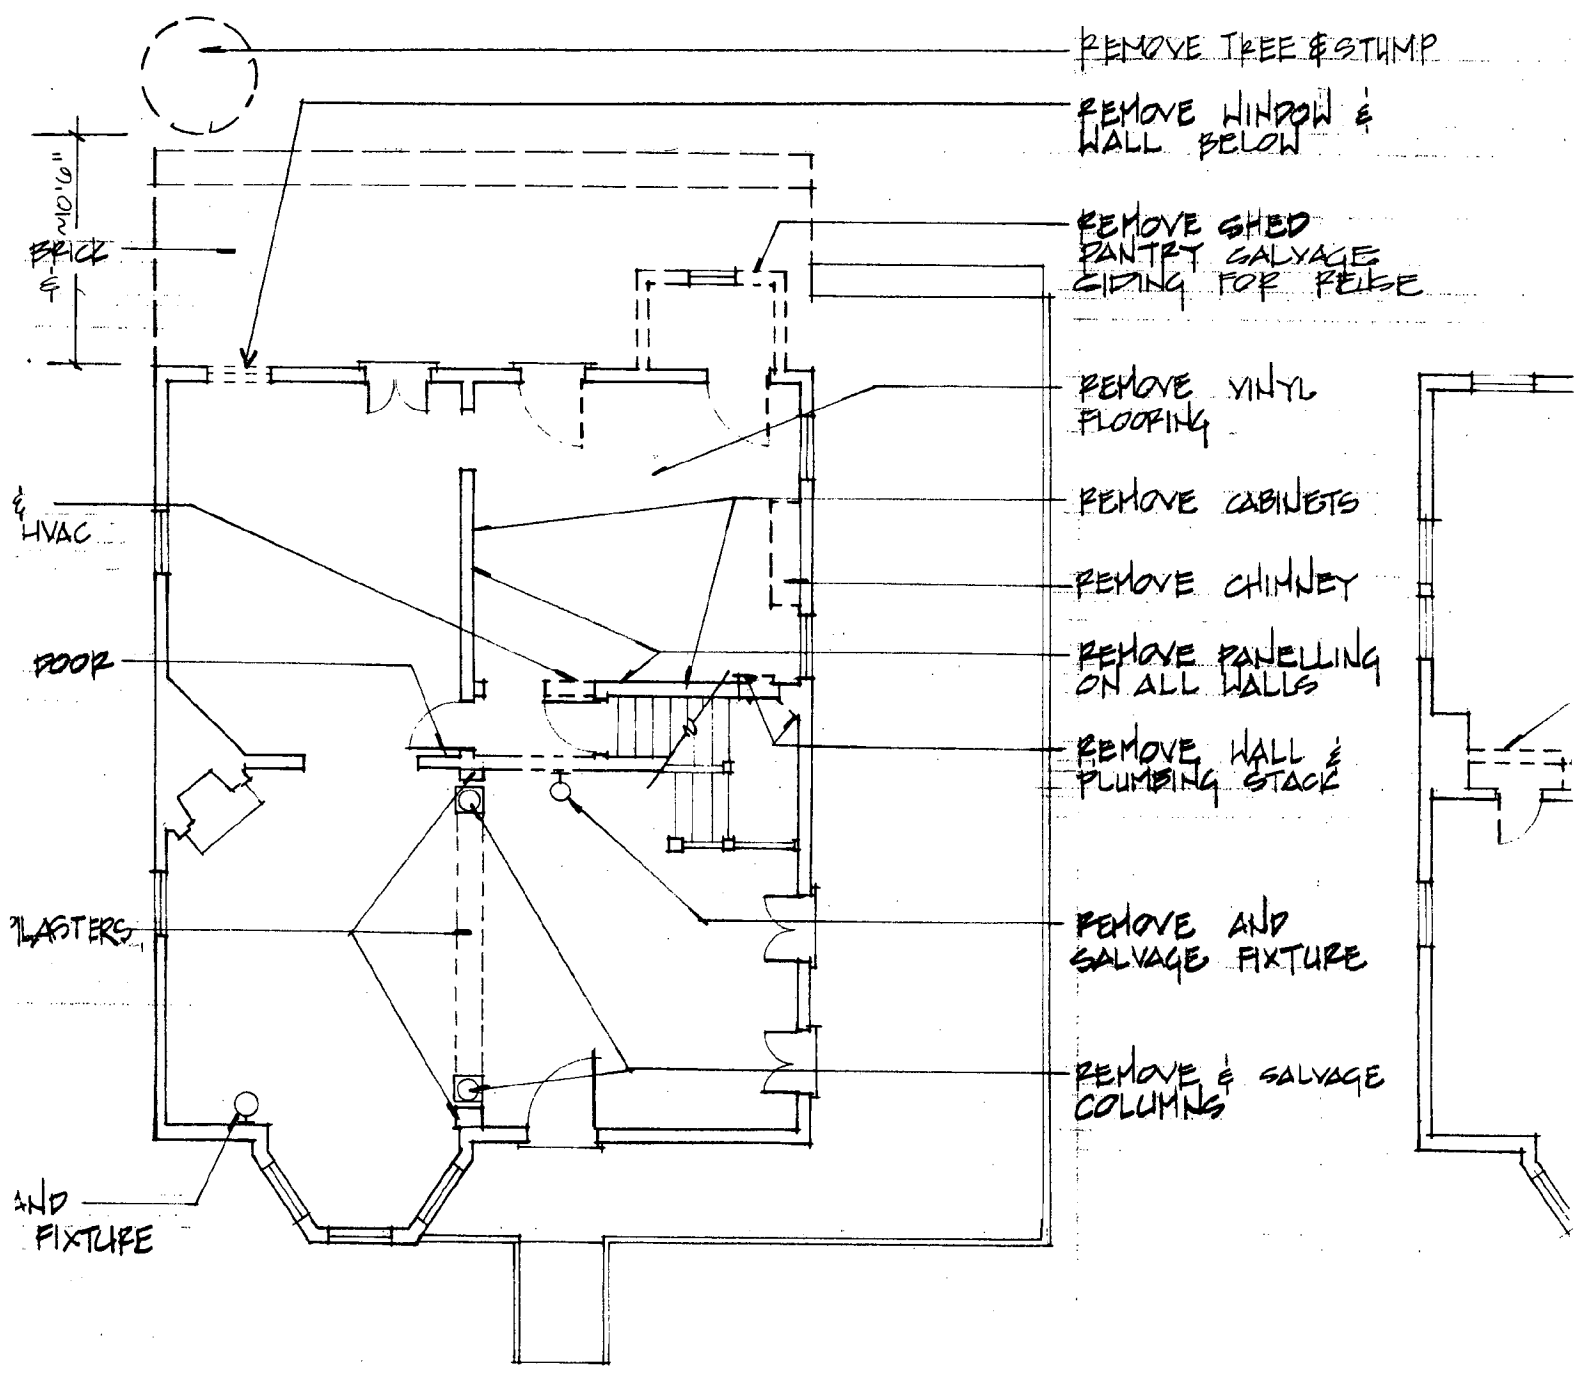 REMOVE TREE & STUMP
REMOVE WINDOW &
WALL BELOW
~10'6"
BRICK
&
REMOVE SHED
PANTRY SALVAGE
SIDING FOR REUSE
REMOVE VINYL
FLOORING
&
HVAC
REMOVE CABINETS
REMOVE CHIMNEY
DOOR
REMOVE PANELLING
ON ALL WALLS
REMOVE WALL &
PLUMBING STACK
ILASTERS
REMOVE AND
SALVAGE FIXTURE
REMOVE & SALVAGE
COLUMNS
AND
FIXTURE